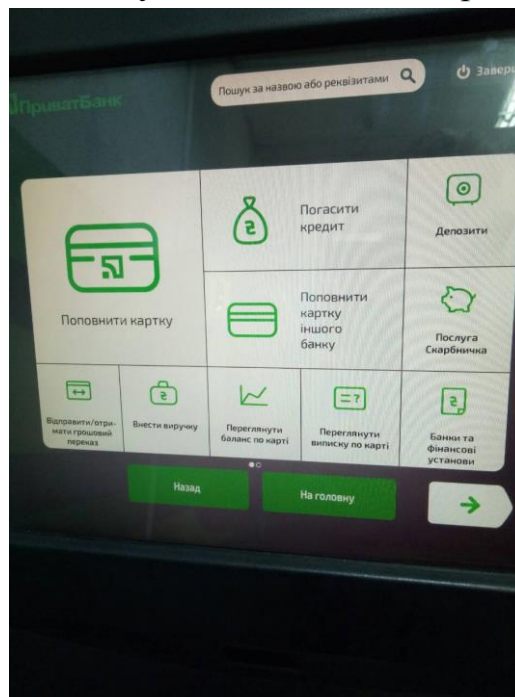 ПриватБанк
Пошук за назвою або реквізитами
Завер
Поповнити картку
Погасити
кредит
Депозити
Поповнити
картку
іншого
банку
Послуга
Скарбничка
Відправити/отри-
мати грошовий
переказ
Внести виручку
Переглянути
баланс по карті
Переглянути
виписку по карті
Банки та
фінансові
установи
Назад
На головну